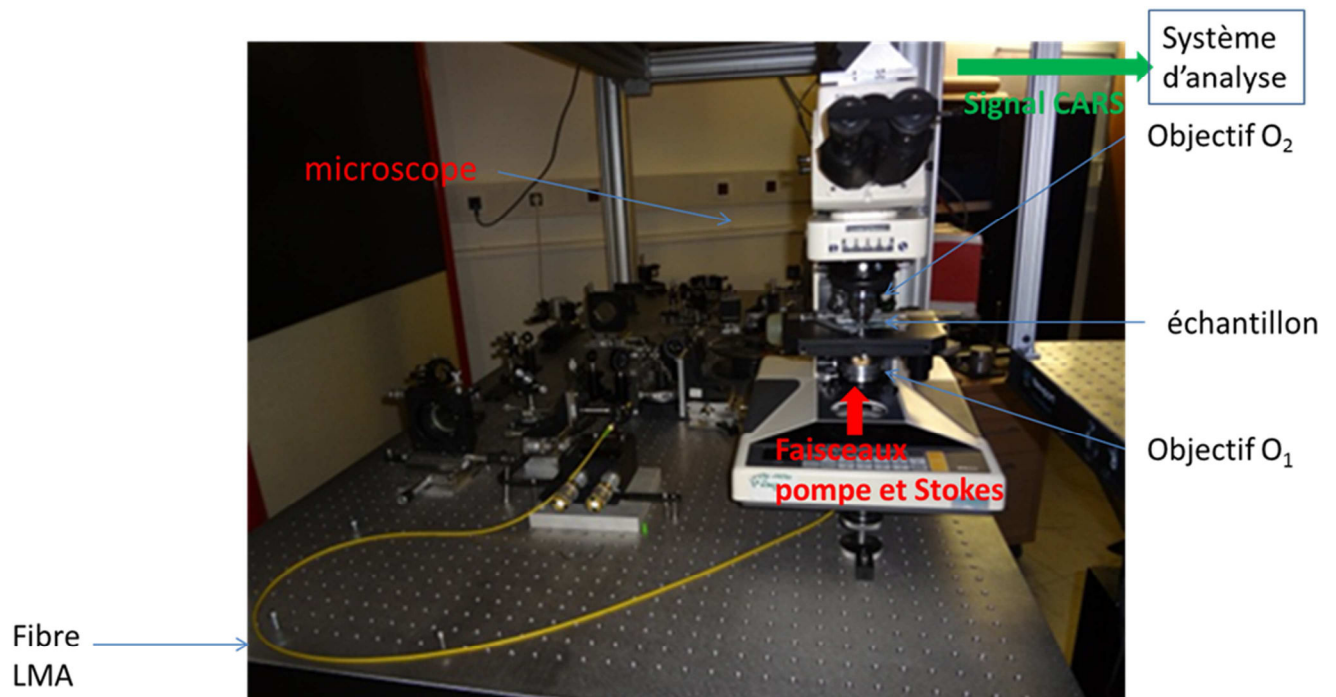 Système
d'analyse
Signal CARS
Objectif O₂
microscope
échantillon
Objectif O₁
Faisceaux
pompe et Stokes
Fibre
LMA